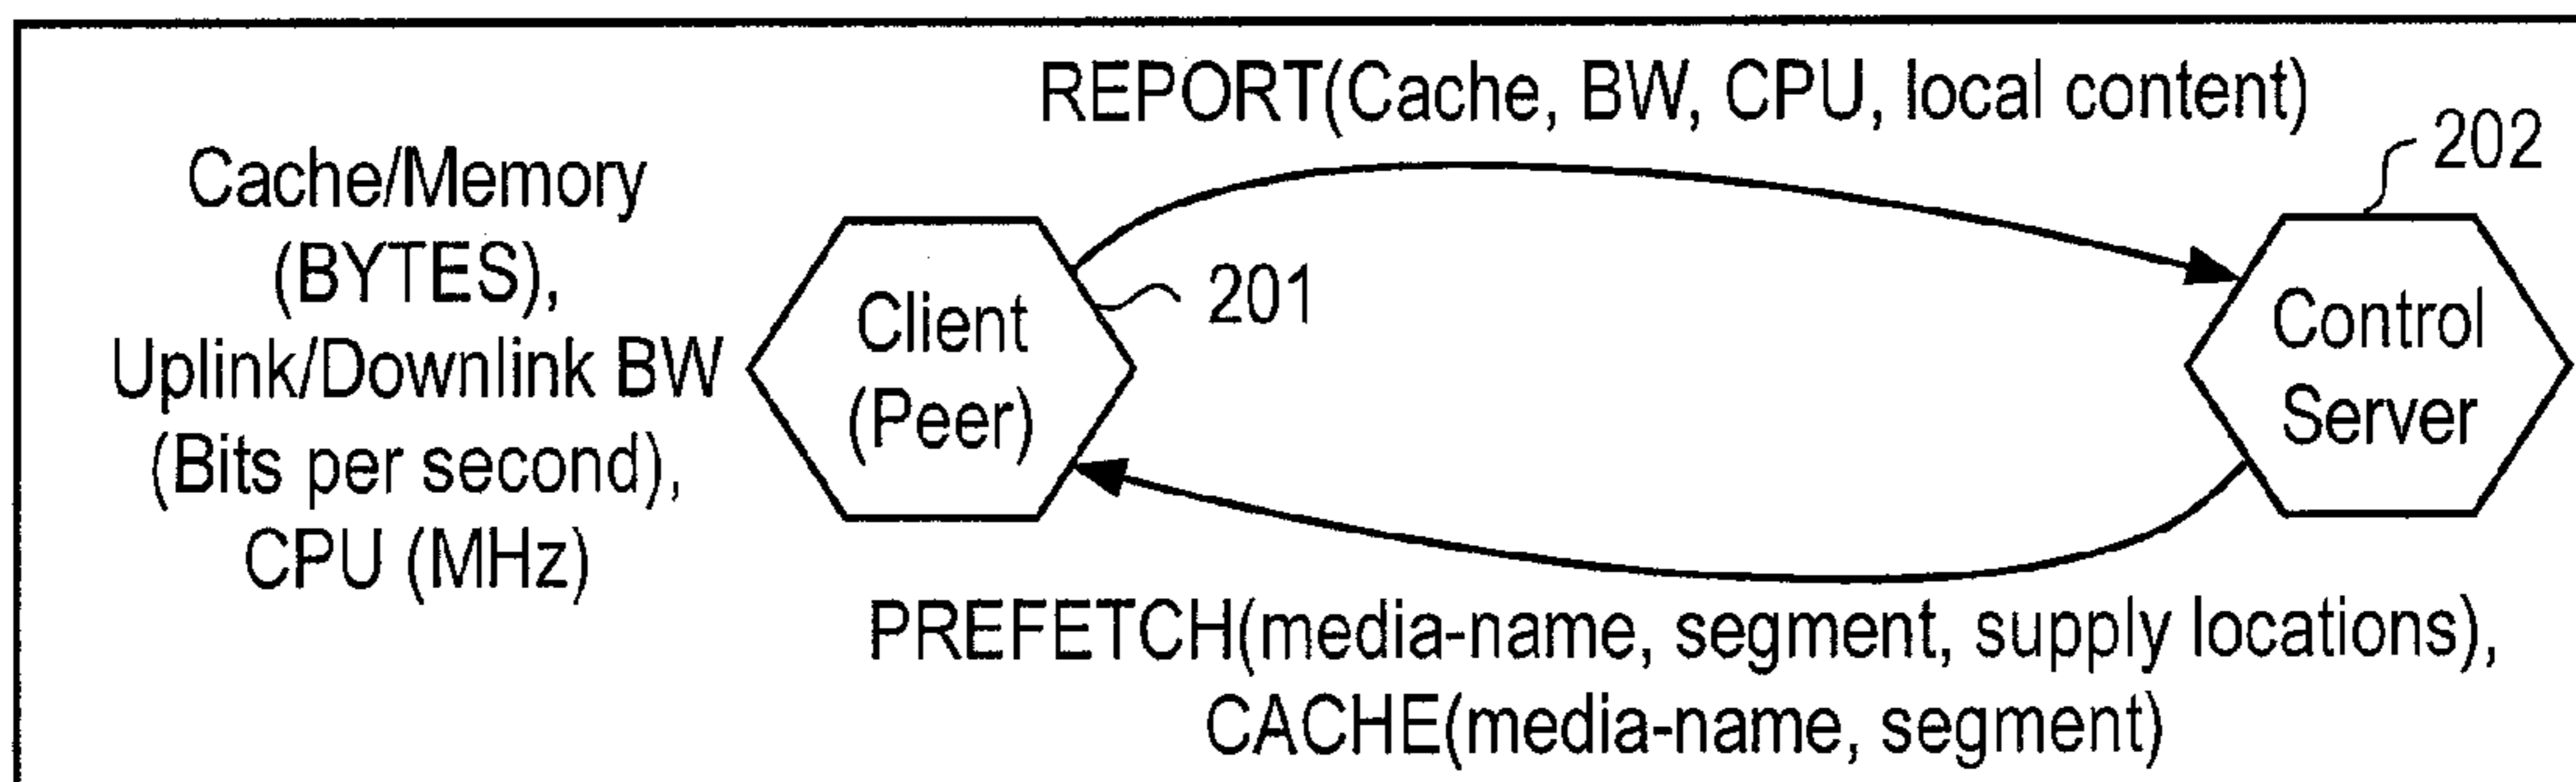 REPORT(Cache, BW, CPU, local content)
202
Cache/Memory
(BYTES),
Uplink/Downlink BW
(Bits per second),
CPU (MHz)
Client
(Peer)
201
Control
Server
PREFETCH(media-name, segment, supply locations),
CACHE(media-name, segment)